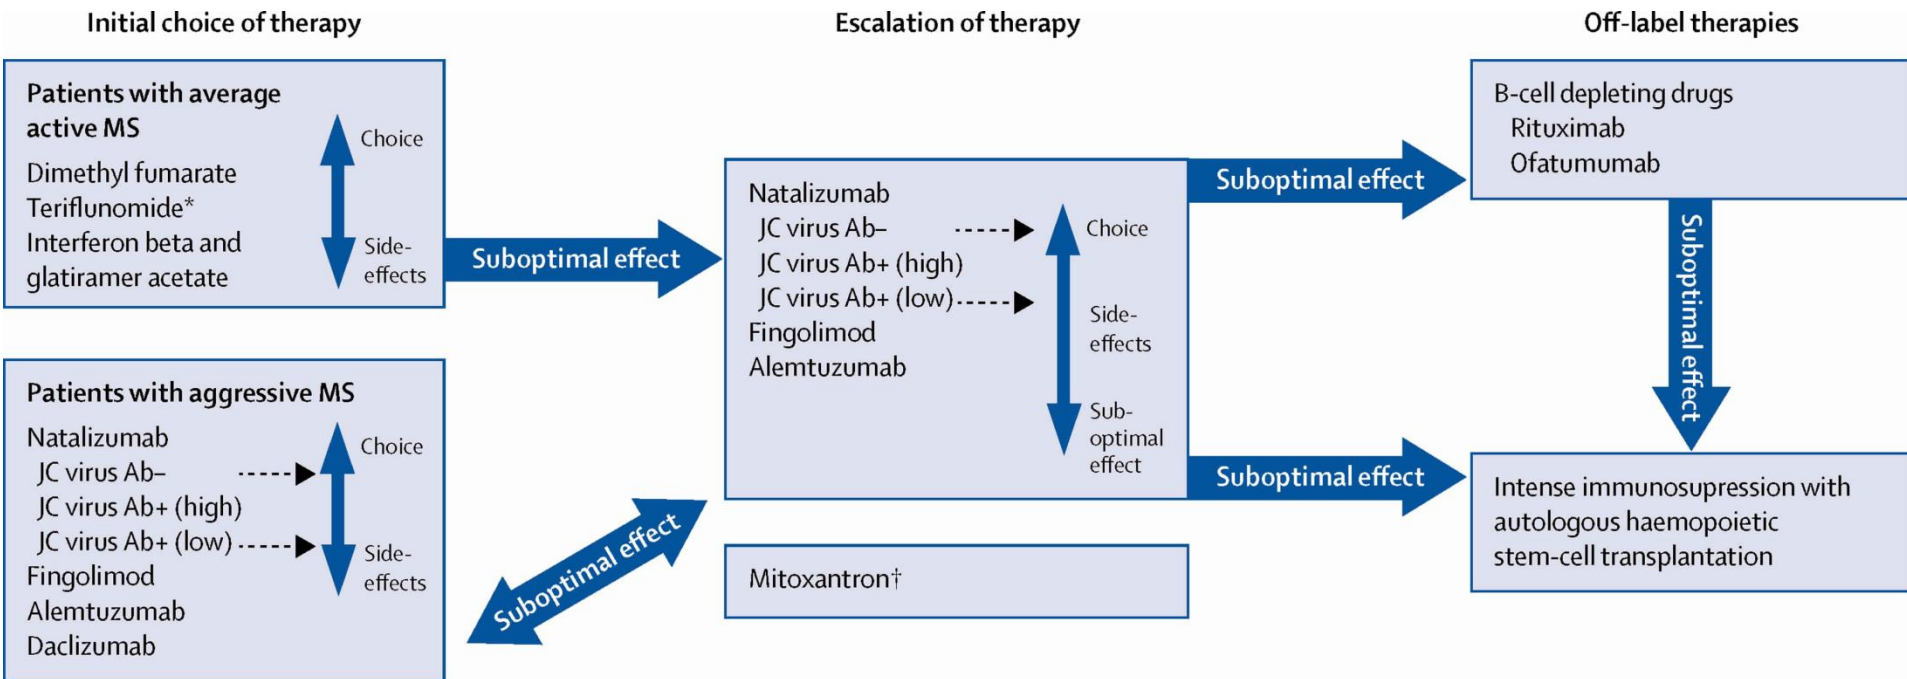 Initial choice of therapy
Patients with average
active MS
Dimethyl fumarate
Teriflunomide*
Interferon beta and
glatiramer acetate
Choice
Side-
effects
Suboptimal effect
Patients with aggressive MS
Natalizumab
JC virus Ab–
JC virus Ab+ (high)
JC virus Ab+ (low)
Fingolimod
Alemtuzumab
Daclizumab
Choice
Side-
effects
Suboptimal effect
Escalation of therapy
Natalizumab
JC virus Ab–
JC virus Ab+ (high)
JC virus Ab+ (low)
Fingolimod
Alemtuzumab
Choice
Side-
effects
Sub-
optimal
effect
Mitoxantron†
Suboptimal effect
Suboptimal effect
Off-label therapies
B-cell depleting drugs
Rituximab
Ofatumumab
Suboptimal effect
Intense immunosupression with
autologous haemopoietic
stem-cell transplantation